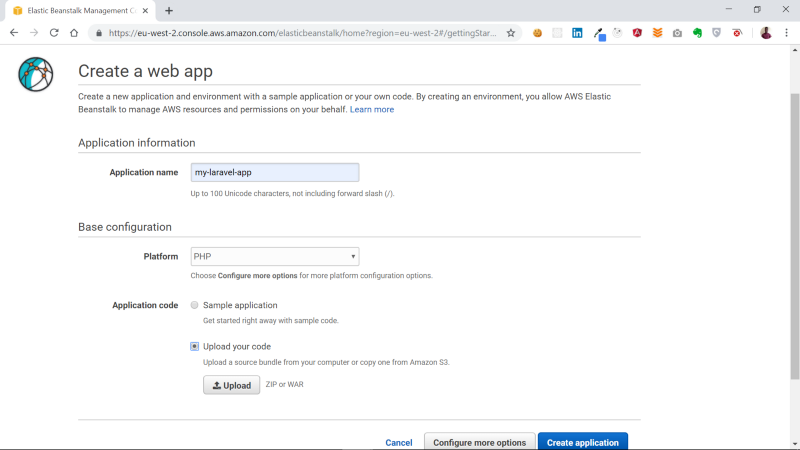 Elastic Beanstalk Management C
https://eu-west-2.console.aws.amazon.com/elasticbeanstalk/home?region=eu-west-2#/gettingStar...
Create a web app
Create a new application and environment with a sample application or your own code. By creating an environment, you allow AWS Elastic
Beanstalk to manage AWS resources and permissions on your behalf. Learn more
Application information
Application name my-laravel-app
Up to 100 Unicode characters, not including forward slash (/).
Base configuration
Platform PHP
Choose Configure more options for more platform configuration options.
Application code Sample application
Get started right away with sample code.
Upload your code
Upload a source bundle from your computer or copy one from Amazon S3.
Upload ZIP or WAR
Cancel Configure more options Create application